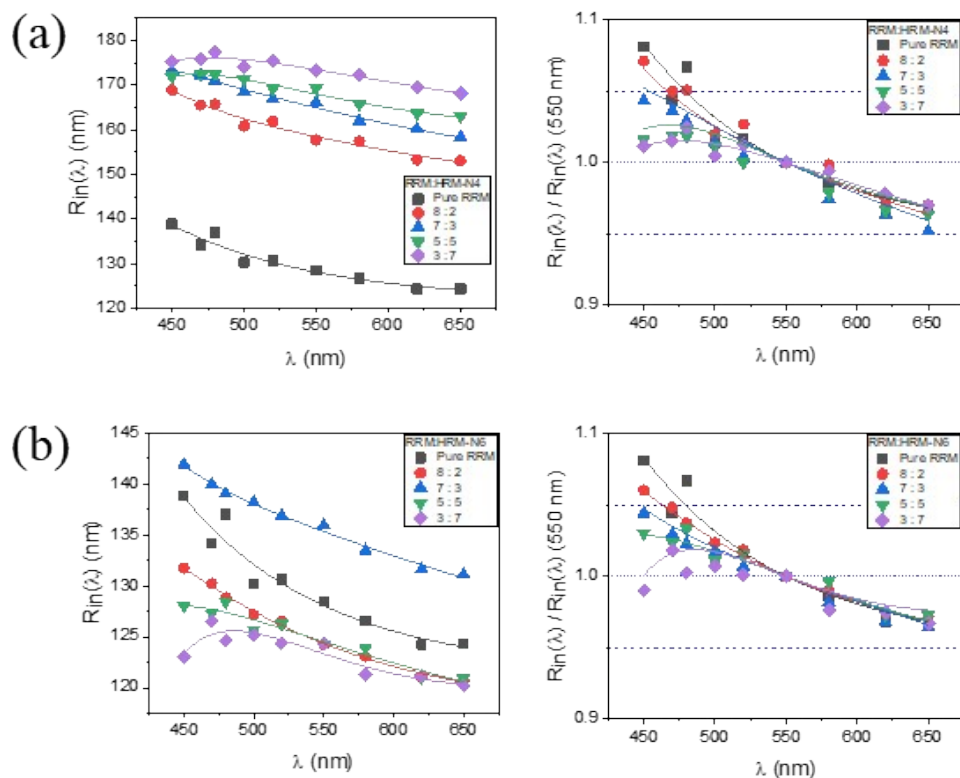 (a)
180
170
160
150
140
130
120
Rin(λ) (nm)
450 500 550 600 650
λ (nm)
RRM:HRM-N4
Pure RRM
8 : 2
7 : 3
5 : 5
3 : 7
1.1
1.0
0.9
Rin(λ) / Rin(λ) (550 nm)
450 500 550 600 650
λ (nm)
RRM:HRM-N4
Pure RRM
8 : 2
7 : 3
5 : 5
3 : 7
(b)
145
140
135
130
125
120
Rin(λ) (nm)
450 500 550 600 650
λ (nm)
RRM:HRM-N6
Pure RRM
8 : 2
7 : 3
5 : 5
3 : 7
1.1
1.0
0.9
Rin(λ) / Rin(λ) (550 nm)
450 500 550 600 650
λ (nm)
RRM:HRM-N6
Pure RRM
8 : 2
7 : 3
5 : 5
3 : 7